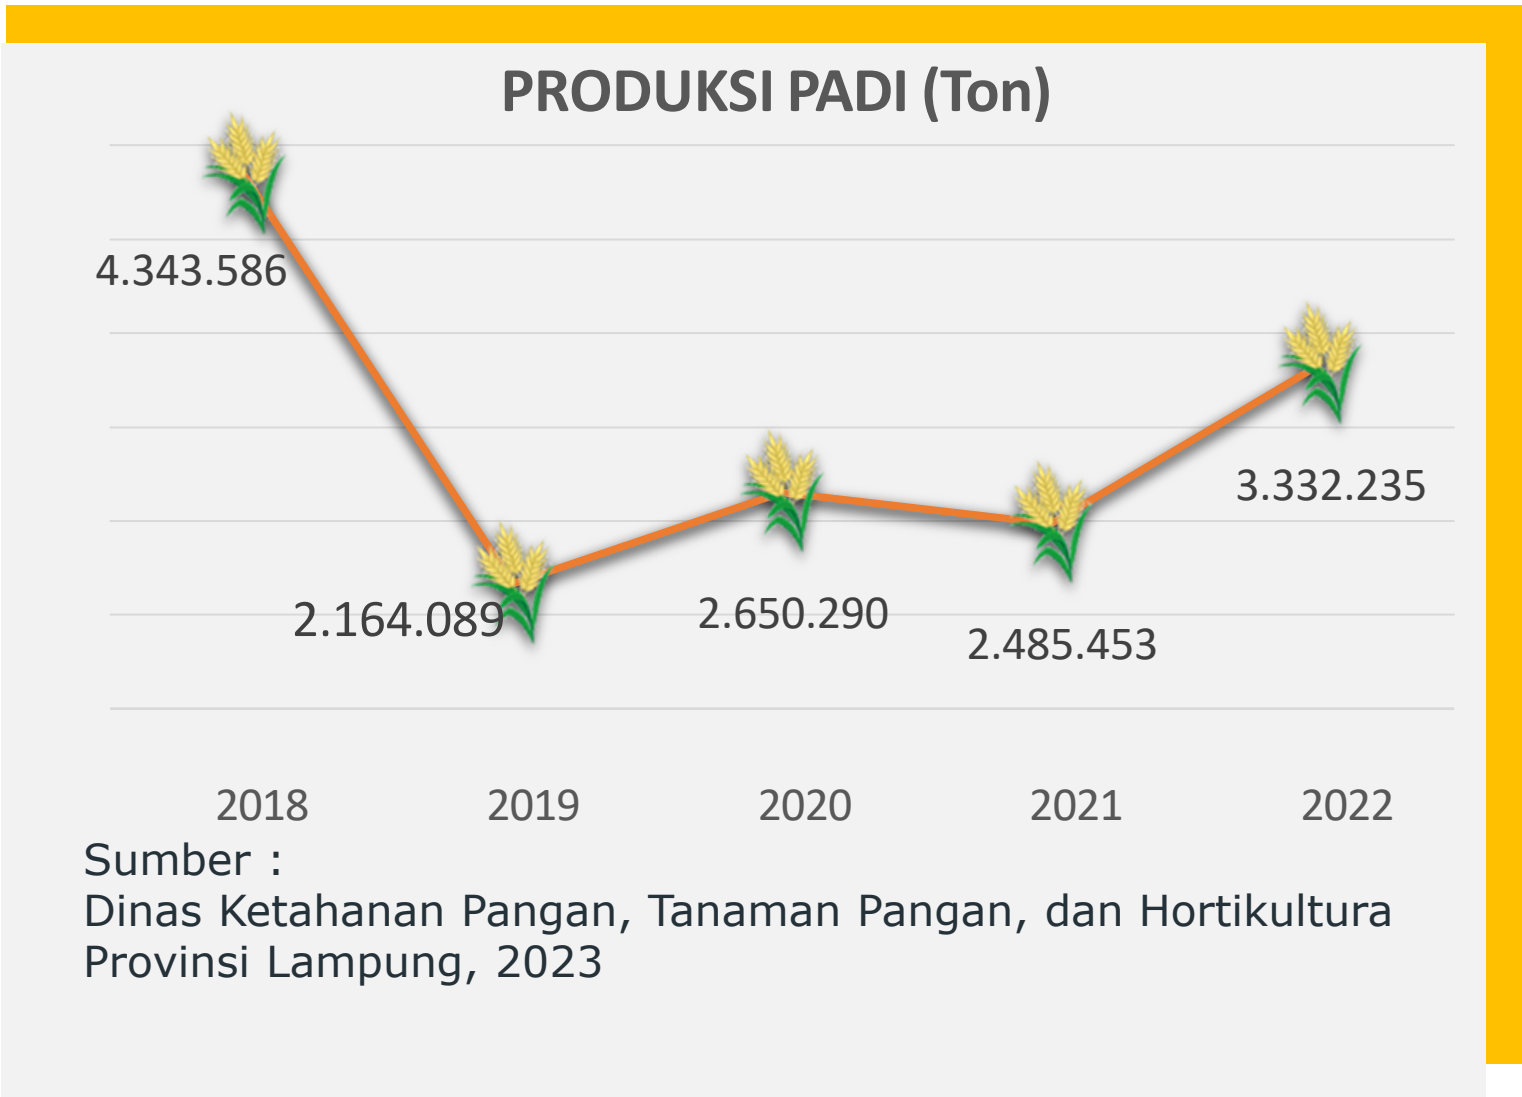 PRODUKSI PADI (Ton)
4.343.586
2.164.089
2.650.290
2.485.453
3.332.235
2018 2019 2020 2021 2022
Sumber :
Dinas Ketahanan Pangan, Tanaman Pangan, dan Hortikultura
Provinsi Lampung, 2023